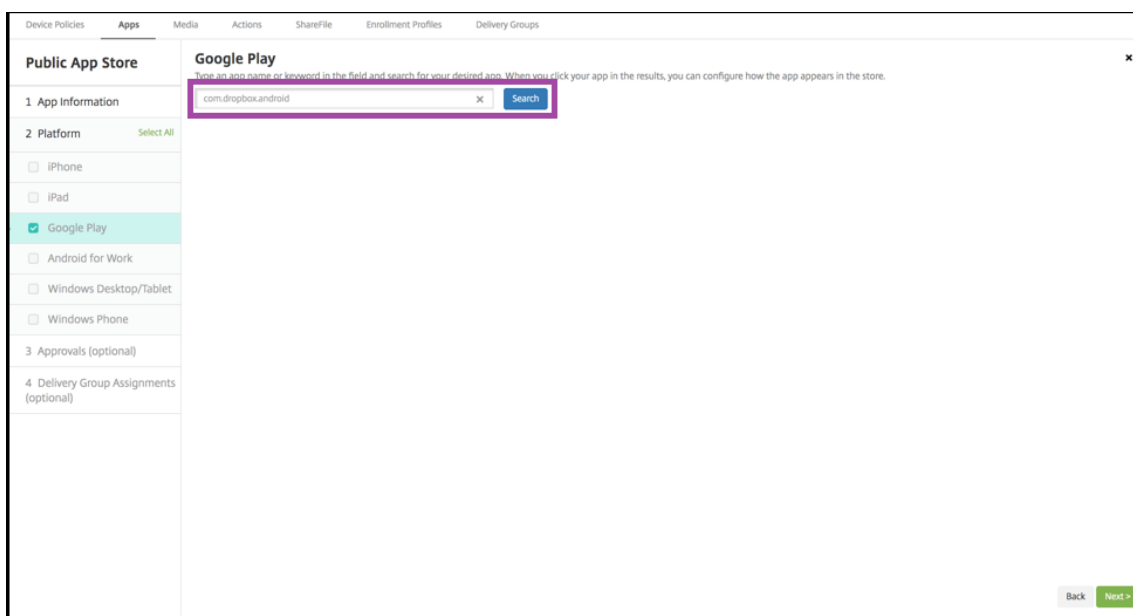 Device Policies Apps Media Actions ShareFile Enrollment Profiles Delivery Groups
Public App Store
1 App Information
2 Platform Select All
iPhone
iPad
Google Play
Android for Work
Windows Desktop/Tablet
Windows Phone
3 Approvals (optional)
4 Delivery Group Assignments
(optional)
Google Play
Type an app name or keyword in the field and search for your desired app. When you click your app in the results, you can configure how the app appears in the store.
com.dropbox.android
Search
Back Next >